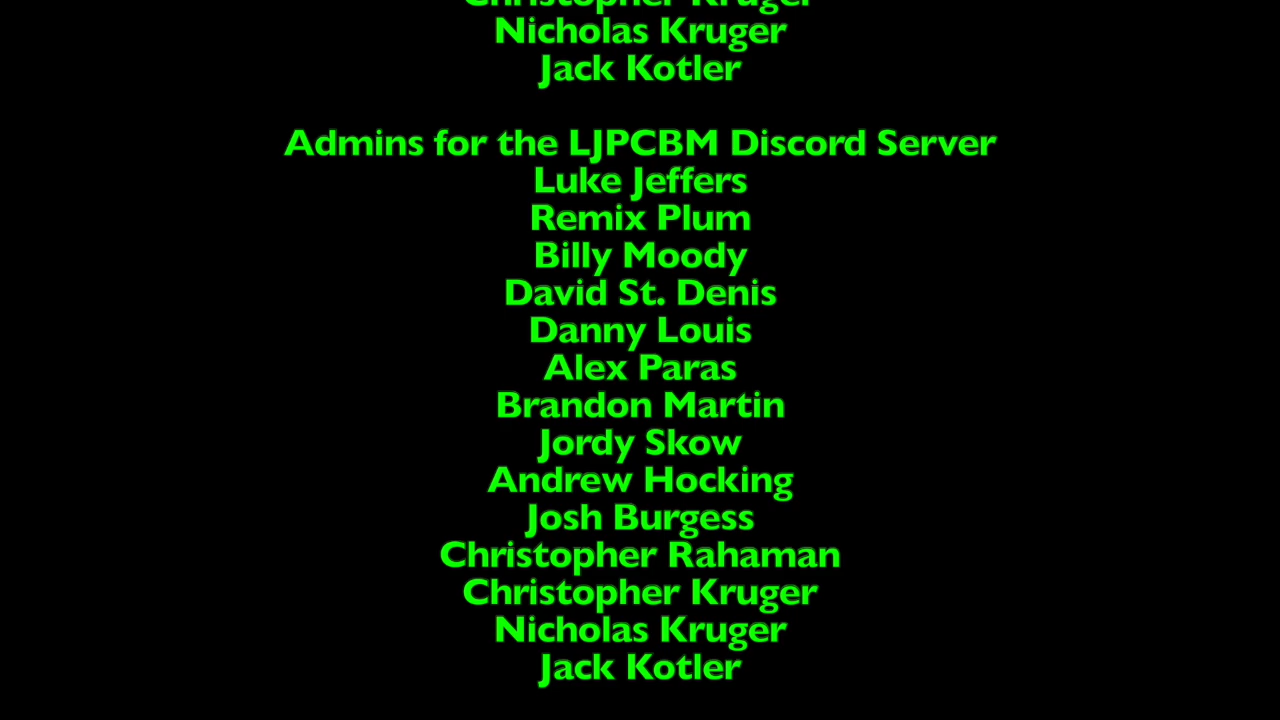 Christopher Kruger
Nicholas Kruger
Jack Kotler
Admins for the LJPCBM Discord Server
Luke Jeffers
Remix Plum
Billy Moody
David St. Denis
Danny Louis
Alex Paras
Brandon Martin
Jordy Skow
Andrew Hocking
Josh Burgess
Christopher Rahaman
Christopher Kruger
Nicholas Kruger
Jack Kotler